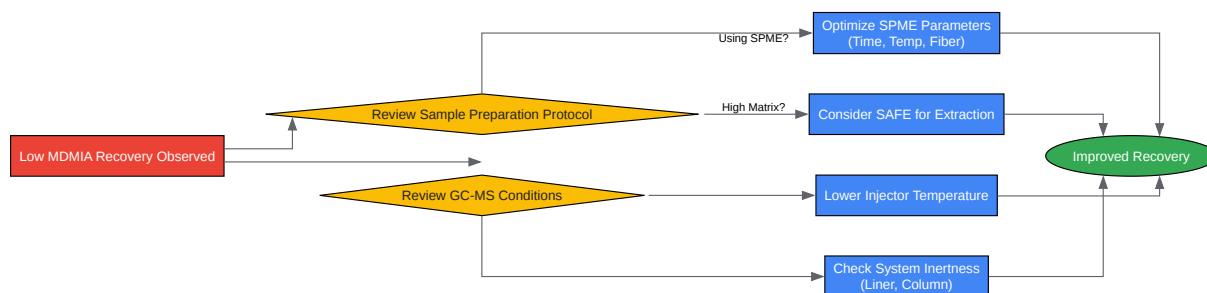 Optimize SPME Parameters
(Time, Temp, Fiber)
Using SPME?
Review Sample Preparation Protocol
High Matrix?
Consider SAFE for Extraction
Low MDMIA Recovery Observed
Improved Recovery
Review GC-MS Conditions
Lower Injector Temperature
Check System Inertness
(Liner, Column)